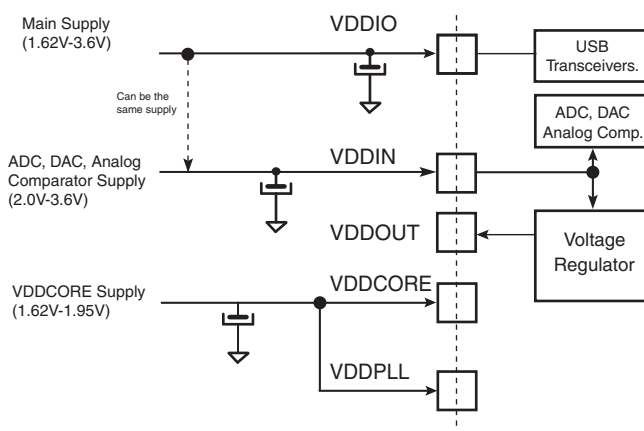 Main Supply
(1.62V-3.6V)
VDDIO
USB
Transceivers.
Can be the
same supply
ADC, DAC
Analog Comp.
ADC, DAC, Analog
Comparator Supply
(2.0V-3.6V)
VDDIN
VDDOUT
Voltage
Regulator
VDDCORE Supply
(1.62V-1.95V)
VDDCORE
VDDPLL